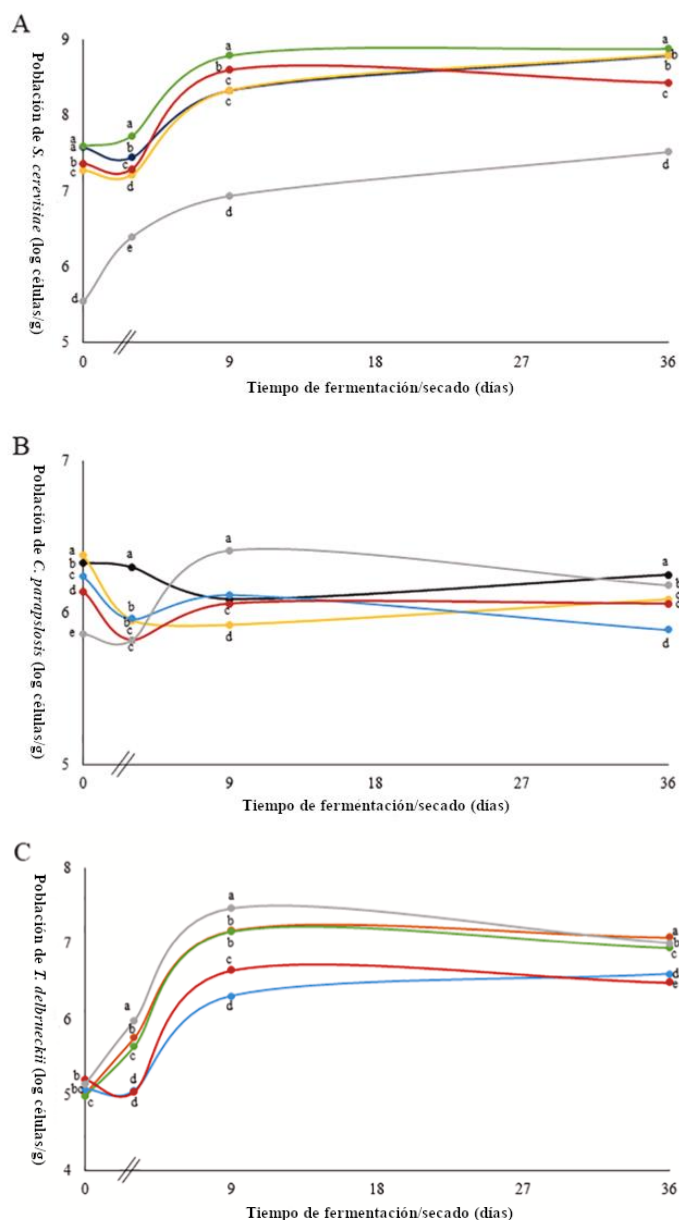 A
Población de S. cerevisiae (log células/g)
9
8
7
6
5
a
a
b
c
d
a
b
c
d
e
a
b
c
c
d
a
b
b
c
d
0
9
18
27
36
Tiempo de fermentación/secado (días)
B
Población de C. parapslosis (log células/g)
7
6
5
a
b
c
d
e
a
b
b
c
c
a
c
d
a
b
c
c
d
0
9
18
27
36
Tiempo de fermentación/secado (días)
C
Población de T. delbrueckii (log células/g)
8
7
6
5
4
b
bc
c
a
b
c
d
d
a
b
b
c
d
a
b
c
d
e
0
9
18
27
36
Tiempo de fermentación/secado (días)